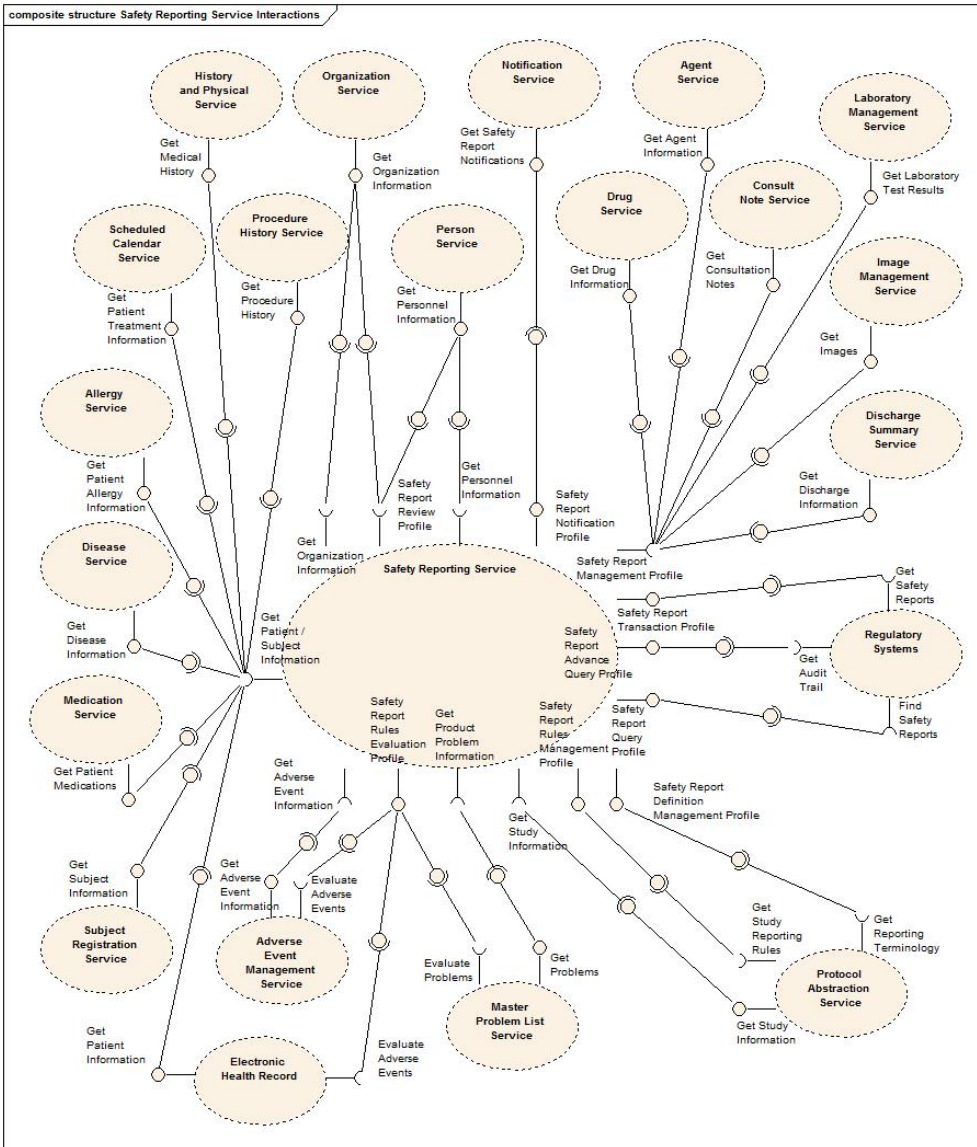 composite structure Safety Reporting Service Interactions
History
and Physical
Service
Organization
Service
Notification
Service
Agent
Service
Laboratory
Management
Service
Get
Medical
History
Get
Organization
Information
Get Safety
Report
Notifications
Get Agent
Information
Get Laboratory
Test Results
Scheduled
Calendar
Service
Procedure
History Service
Person
Service
Drug
Service
Consult
Note Service
Image
Management
Service
Get
Patient
Treatment
Information
Get
Procedure
History
Get
Personnel
Information
Get Drug
Information
Get
Consultation
Notes
Get
Images
Allergy
Service
Discharge
Summary
Service
Get
Patient
Allergy
Information
Safety
Report
Review
Profile
Get
Personnel
Information
Safety
Report
Notification
Profile
Get
Discharge
Information
Disease
Service
Get
Organization
Information
Safety Reporting Service
Safety Report
Management Profile
Get
Safety
Reports
Get
Disease
Information
Get
Patient /
Subject
Information
Safety Report
Transaction Profile
Safety
Report
Advance
Query Profile
Regulatory
Systems
Get
Audit
Trail
Medication
Service
Safety
Report
Rules
Evaluation
Profile
Get
Product
Problem
Information
Safety
Report
Rules
Management
Profile
Safety
Report
Query
Profile
Find
Safety
Reports
Get Patient
Medications
Get
Adverse
Event
Information
Get
Study
Information
Safety Report
Definition
Management Profile
Get
Subject
Information
Get
Adverse
Event
Information
Evaluate
Adverse
Events
Get
Study
Reporting
Rules
Get
Reporting
Terminology
Subject
Registration
Service
Adverse
Event
Management
Service
Evaluate
Problems
Get
Problems
Protocol
Abstraction
Service
Master
Problem List
Service
Get Study
Information
Get
Patient
Information
Electronic
Health Record
Evaluate
Adverse
Events